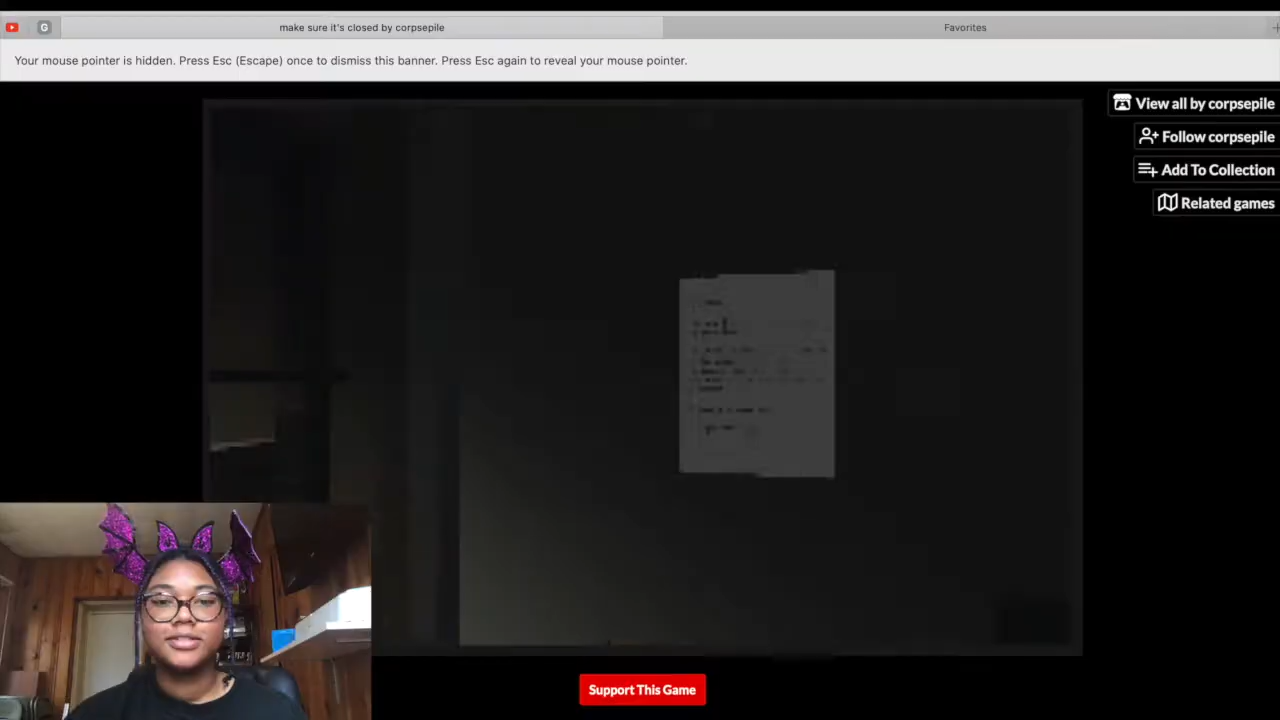 G
make sure it's closed by corpsepile
Favorites
Your mouse pointer is hidden. Press Esc (Escape) once to dismiss this banner. Press Esc again to reveal your mouse pointer.
View all by corpsepile
Follow corpsepile
Add To Collection
Related games
Support This Game